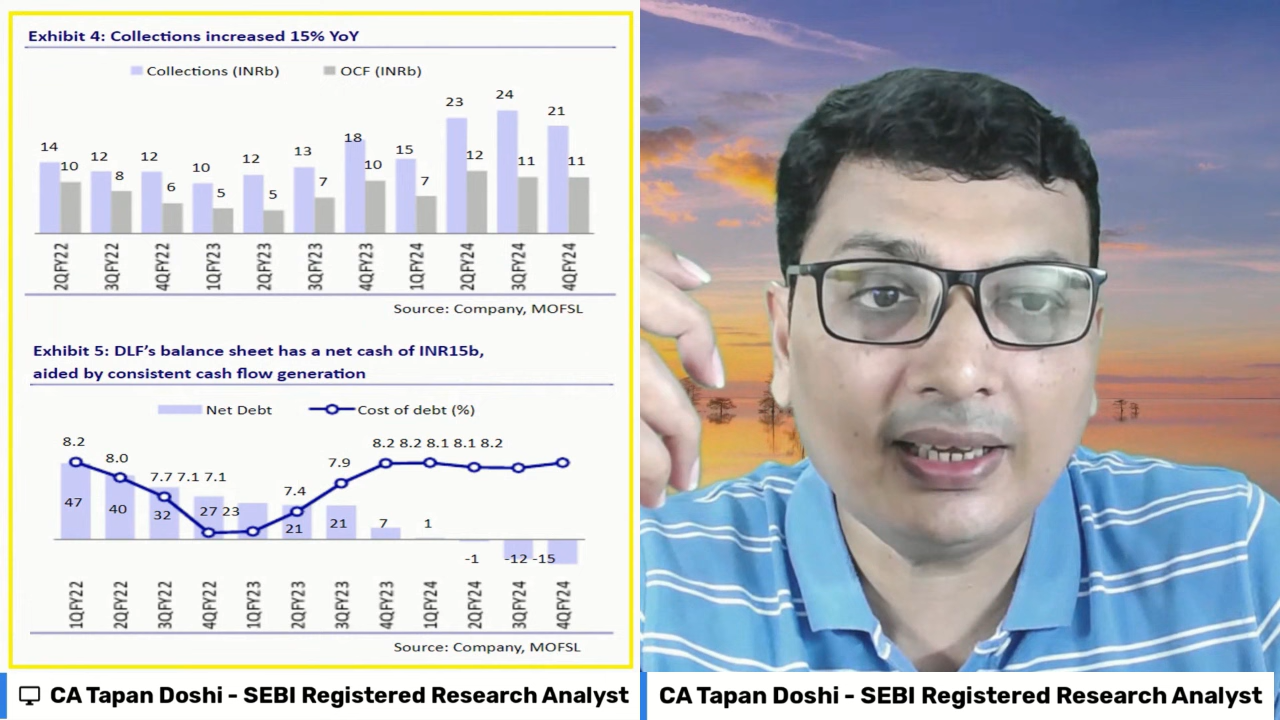 Exhibit 4: Collections increased 15% YoY
Collections (INRb) OCF (INRb)
14 10 12 8 12 6 10 5 12 5 13 7 18 10 15 7 23 12 24 11 21 11
2QFY22 3QFY22 4QFY22 1QFY23 2QFY23 3QFY23 4QFY23 1QFY24 2QFY24 3QFY24 4QFY24
Source: Company, MOFSL
Exhibit 5: DLF’s balance sheet has a net cash of INR15b,
aided by consistent cash flow generation
Net Debt Cost of debt (%)
8.2 8.0 7.7 7.1 7.1 7.4 7.9 8.2 8.2 8.1 8.1 8.2
47 40 32 27 23 21 21 7 1 -1 -12 -15
1QFY22 2QFY22 3QFY22 4QFY22 1QFY23 2QFY23 3QFY23 4QFY23 1QFY24 2QFY24 3QFY24 4QFY24
Source: Company, MOFSL
CA Tapan Doshi - SEBI Registered Research Analyst
CA Tapan Doshi - SEBI Registered Research Analyst